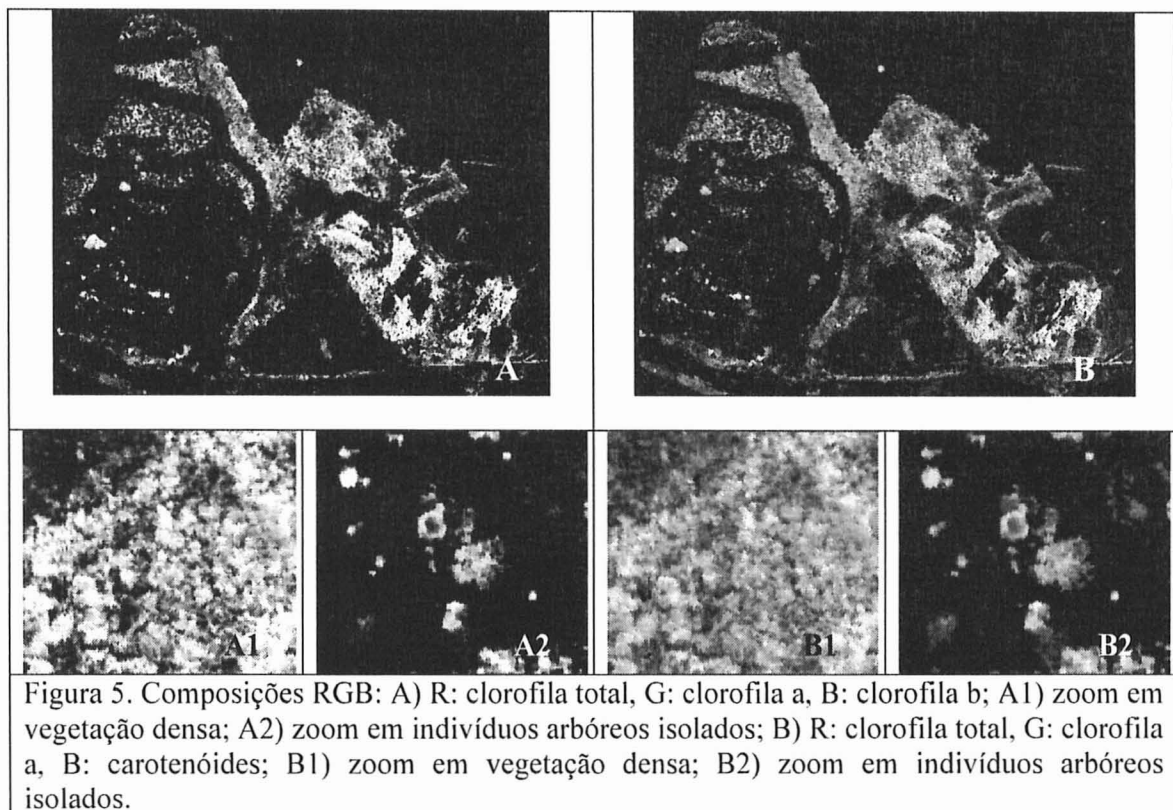 A
B
A1
A2
B1
B2
Figura 5. Composições RGB: A) R: clorofila total, G: clorofila a, B: clorofila b; A1) zoom em
vegetação densa; A2) zoom em indivíduos arbóreos isolados; B) R: clorofila total, G: clorofila
a, B: carotenóides; B1) zoom em vegetação densa; B2) zoom em indivíduos arbóreos
isolados.